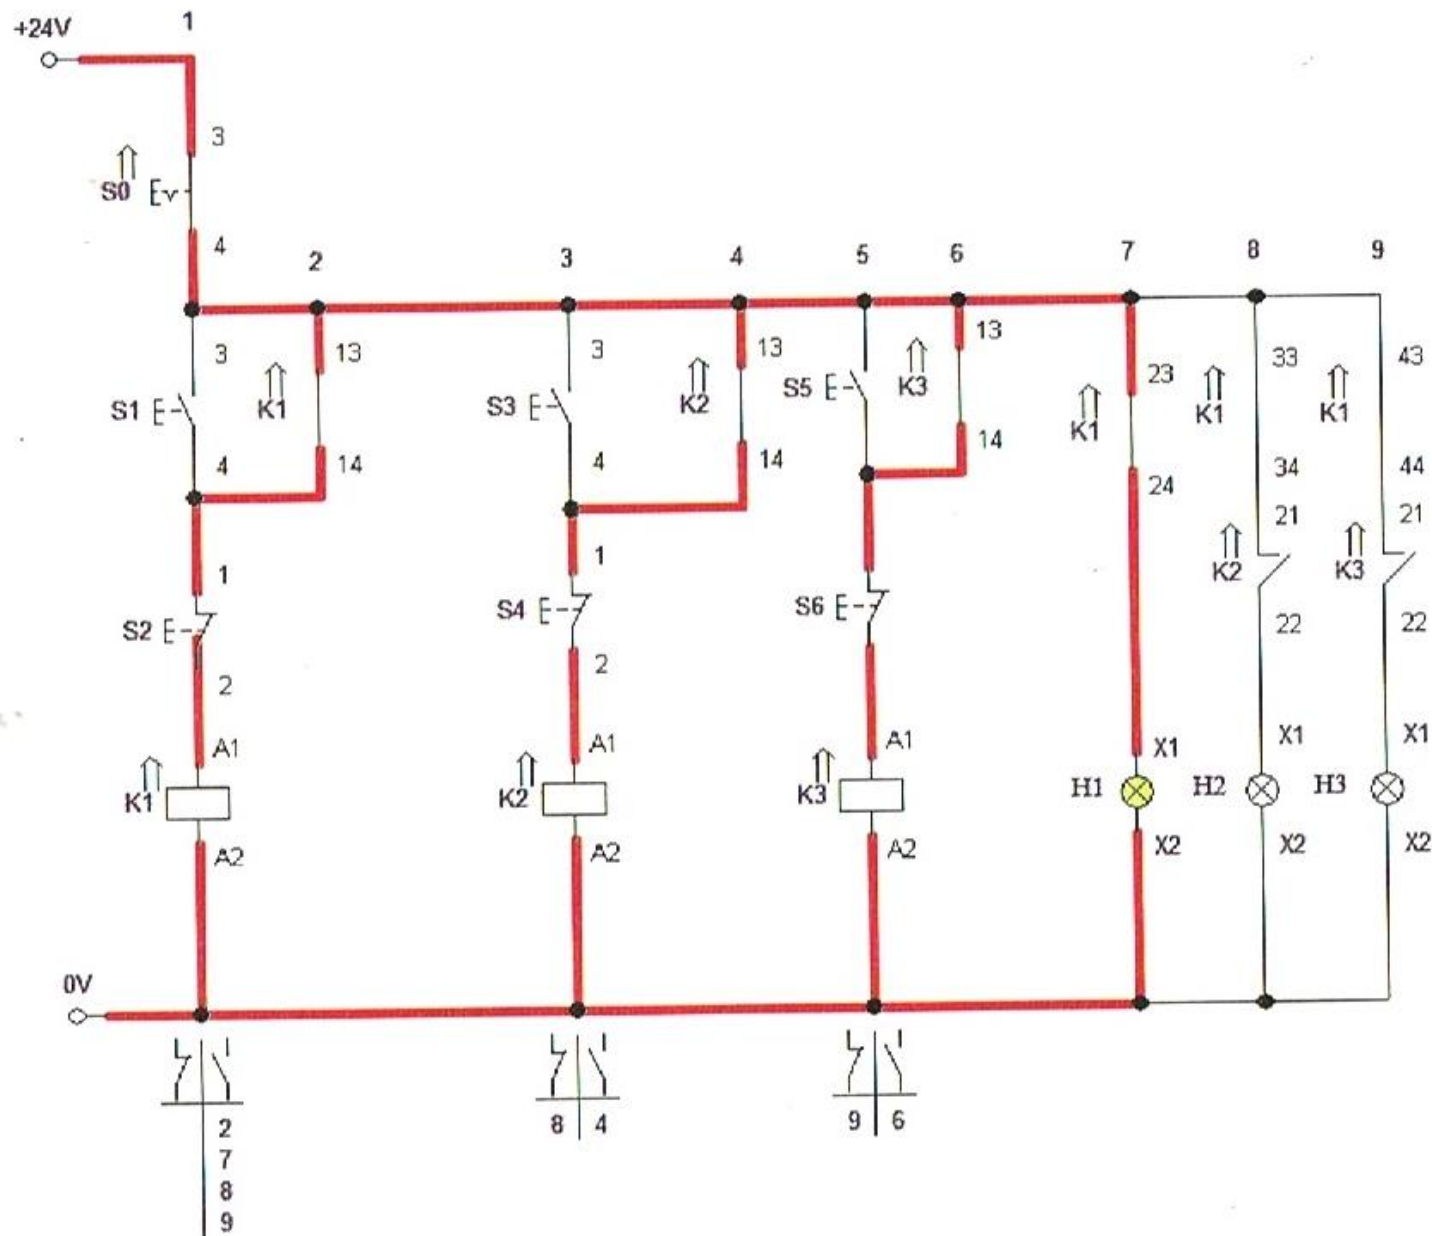 +24V 1
3
S0
4
2 3 4 5 6 7 8 9
3 13 3 13 13 23 33 43
S1 K1 S3 K2 S5 K3 K1 K1 K1
4 14 4 14 14 24 34 44
21 21
1 1 K2 K3
S2 S4 S6 22 22
2 2
A1 A1 A1 X1 X1 X1
K1 K2 K3 H1 H2 H3
A2 A2 A2 X2 X2 X2
0V
2 8 4 9 6
7
8
9